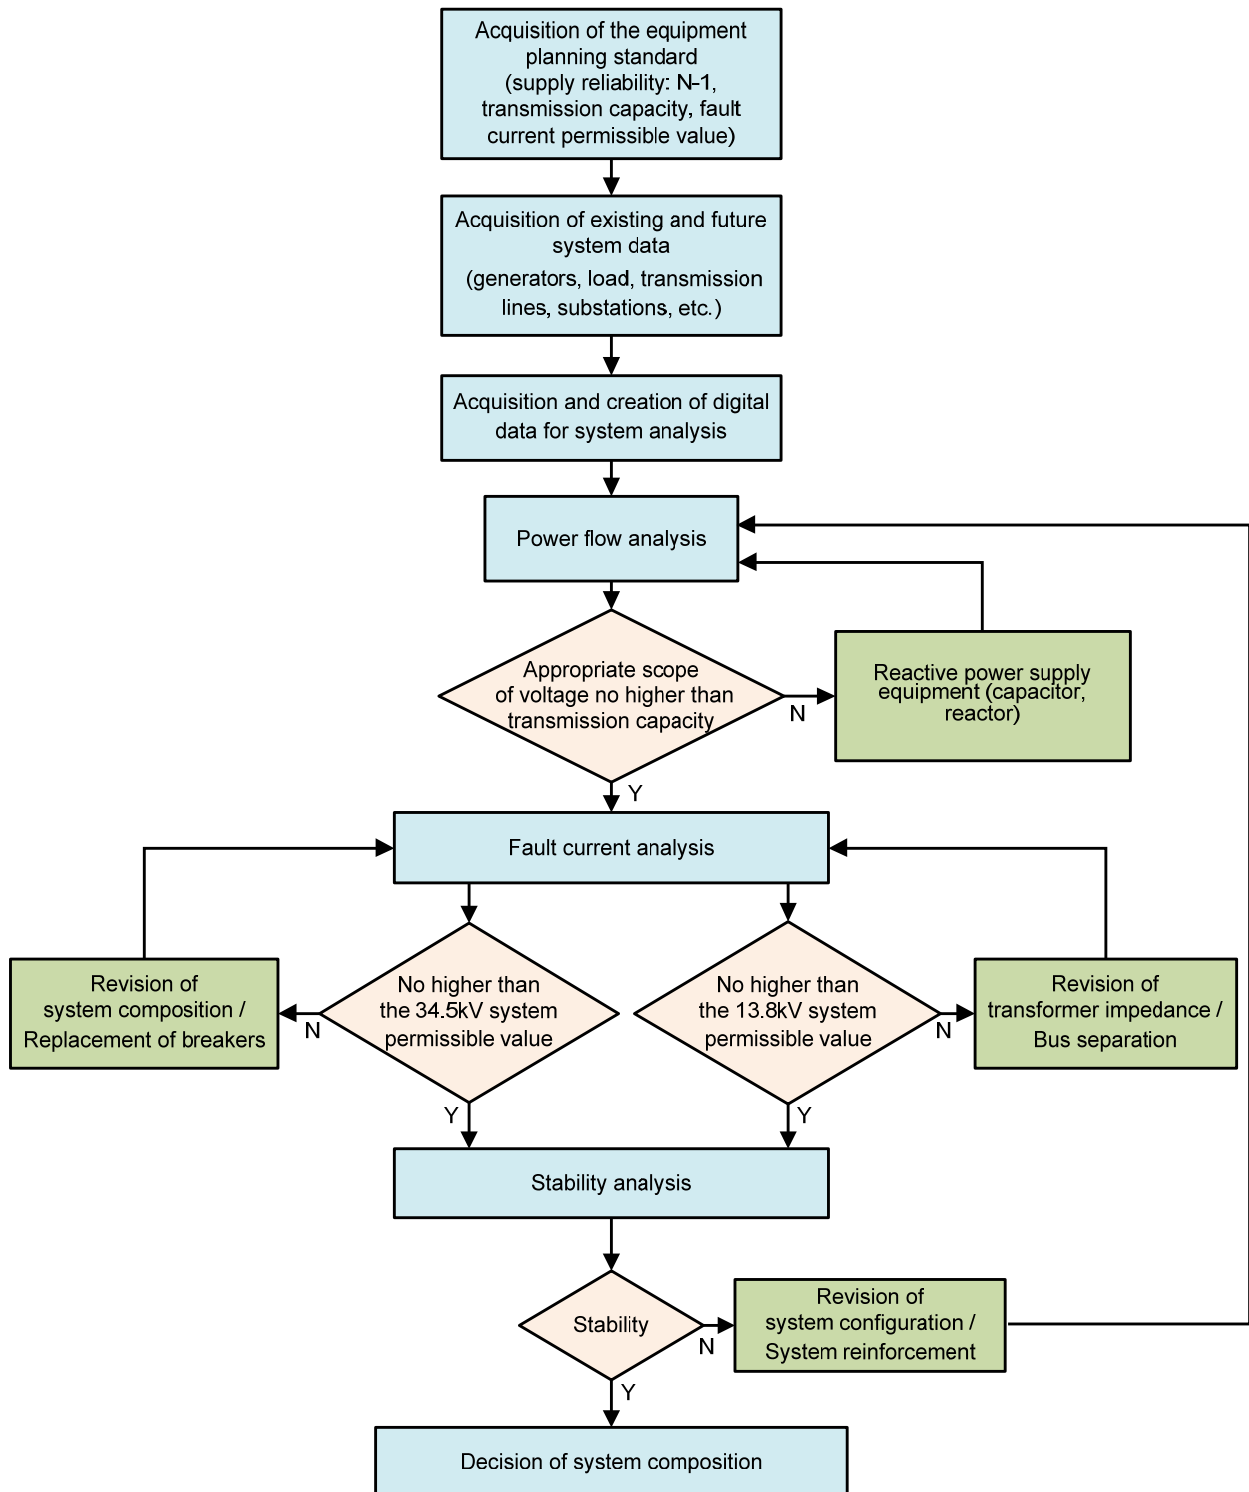 Acquisition of the equipment
planning standard
(supply reliability: N-1,
transmission capacity, fault
current permissible value)
Acquisition of existing and future
system data
(generators, load, transmission
lines, substations, etc.)
Acquisition and creation of digital
data for system analysis
Power flow analysis
Appropriate scope
of voltage no higher than
transmission capacity
N
Reactive power supply
equipment (capacitor,
reactor)
Y
Fault current analysis
Revision of
system composition /
Replacement of breakers
N
No higher than
the 34.5kV system
permissible value
No higher than
the 13.8kV system
permissible value
N
Revision of
transformer impedance /
Bus separation
Y
Y
Stability analysis
Stability
N
Revision of
system configuration /
System reinforcement
Y
Decision of system composition